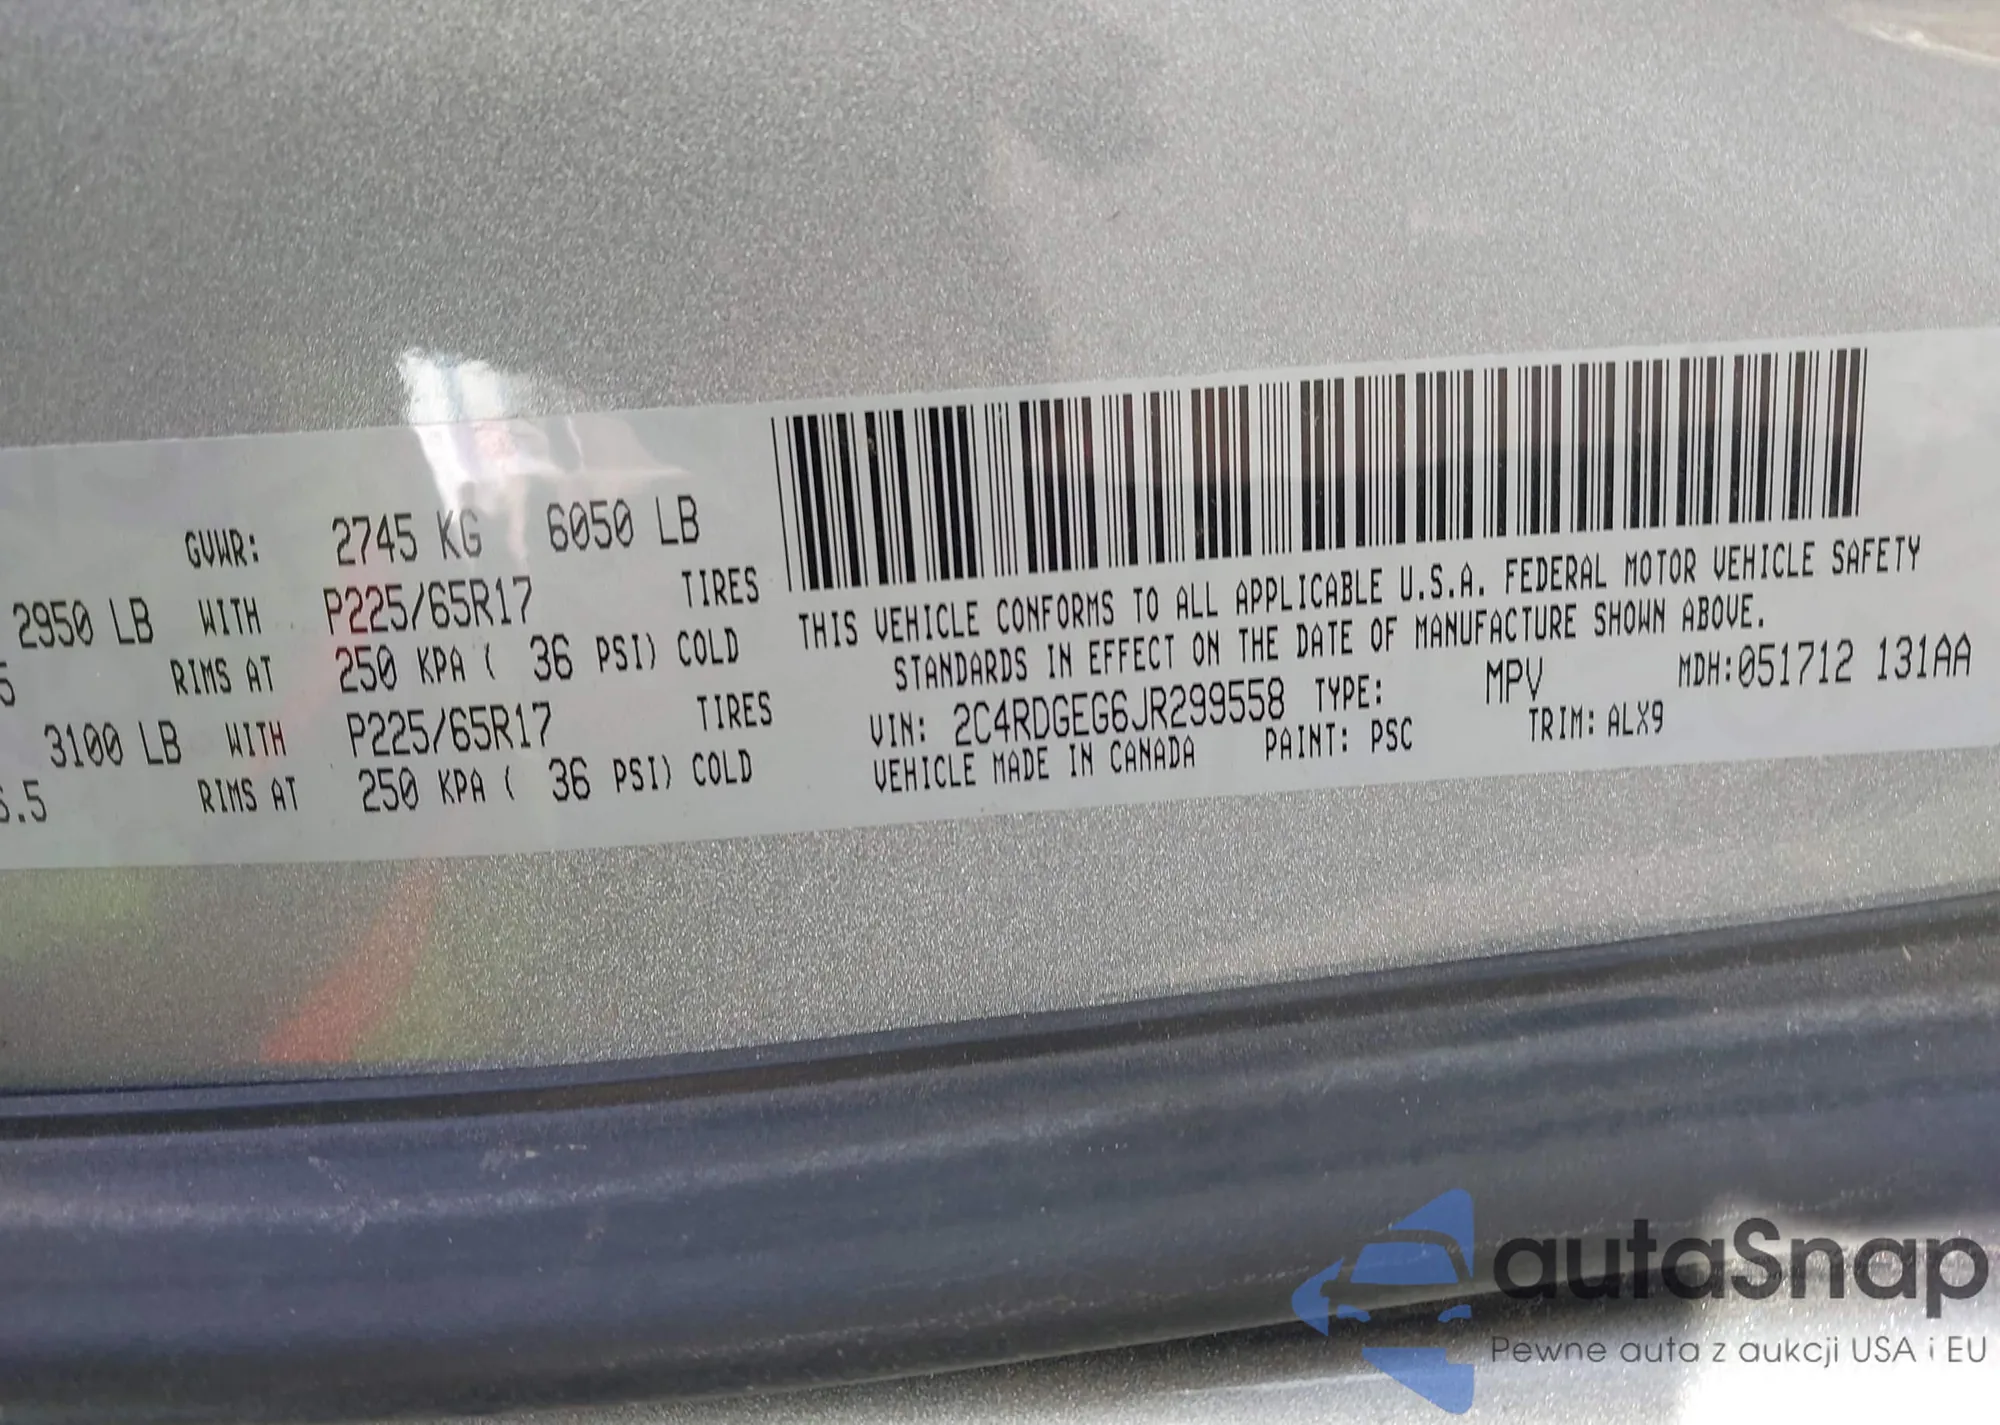 GVWR: 2745 KG 6050 LB
2950 LB WITH P225/65R17 TIRES
5 RIMS AT 250 KPA ( 36 PSI) COLD
3100 LB WITH P225/65R17 TIRES
6.5 RIMS AT 250 KPA ( 36 PSI) COLD
THIS VEHICLE CONFORMS TO ALL APPLICABLE U.S.A. FEDERAL MOTOR VEHICLE SAFETY
STANDARDS IN EFFECT ON THE DATE OF MANUFACTURE SHOWN ABOVE.
VIN: 2C4RDGEG6JR299558 TYPE: MPV MDH:051712 131AA
VEHICLE MADE IN CANADA PAINT: PSC TRIM: ALX9
autaSnap
Pewne auta z aukcji USA i EU